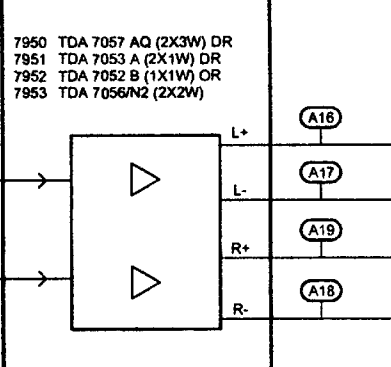 7950 TDA 7057 AQ (2X3W) DR
7951 TDA 7053 A (2X1W) DR
7952 TDA 7052 B (1X1W) OR
7953 TDA 7056/N2 (2X2W)
A16
L+
A17
L-
A19
R+
A18
R-